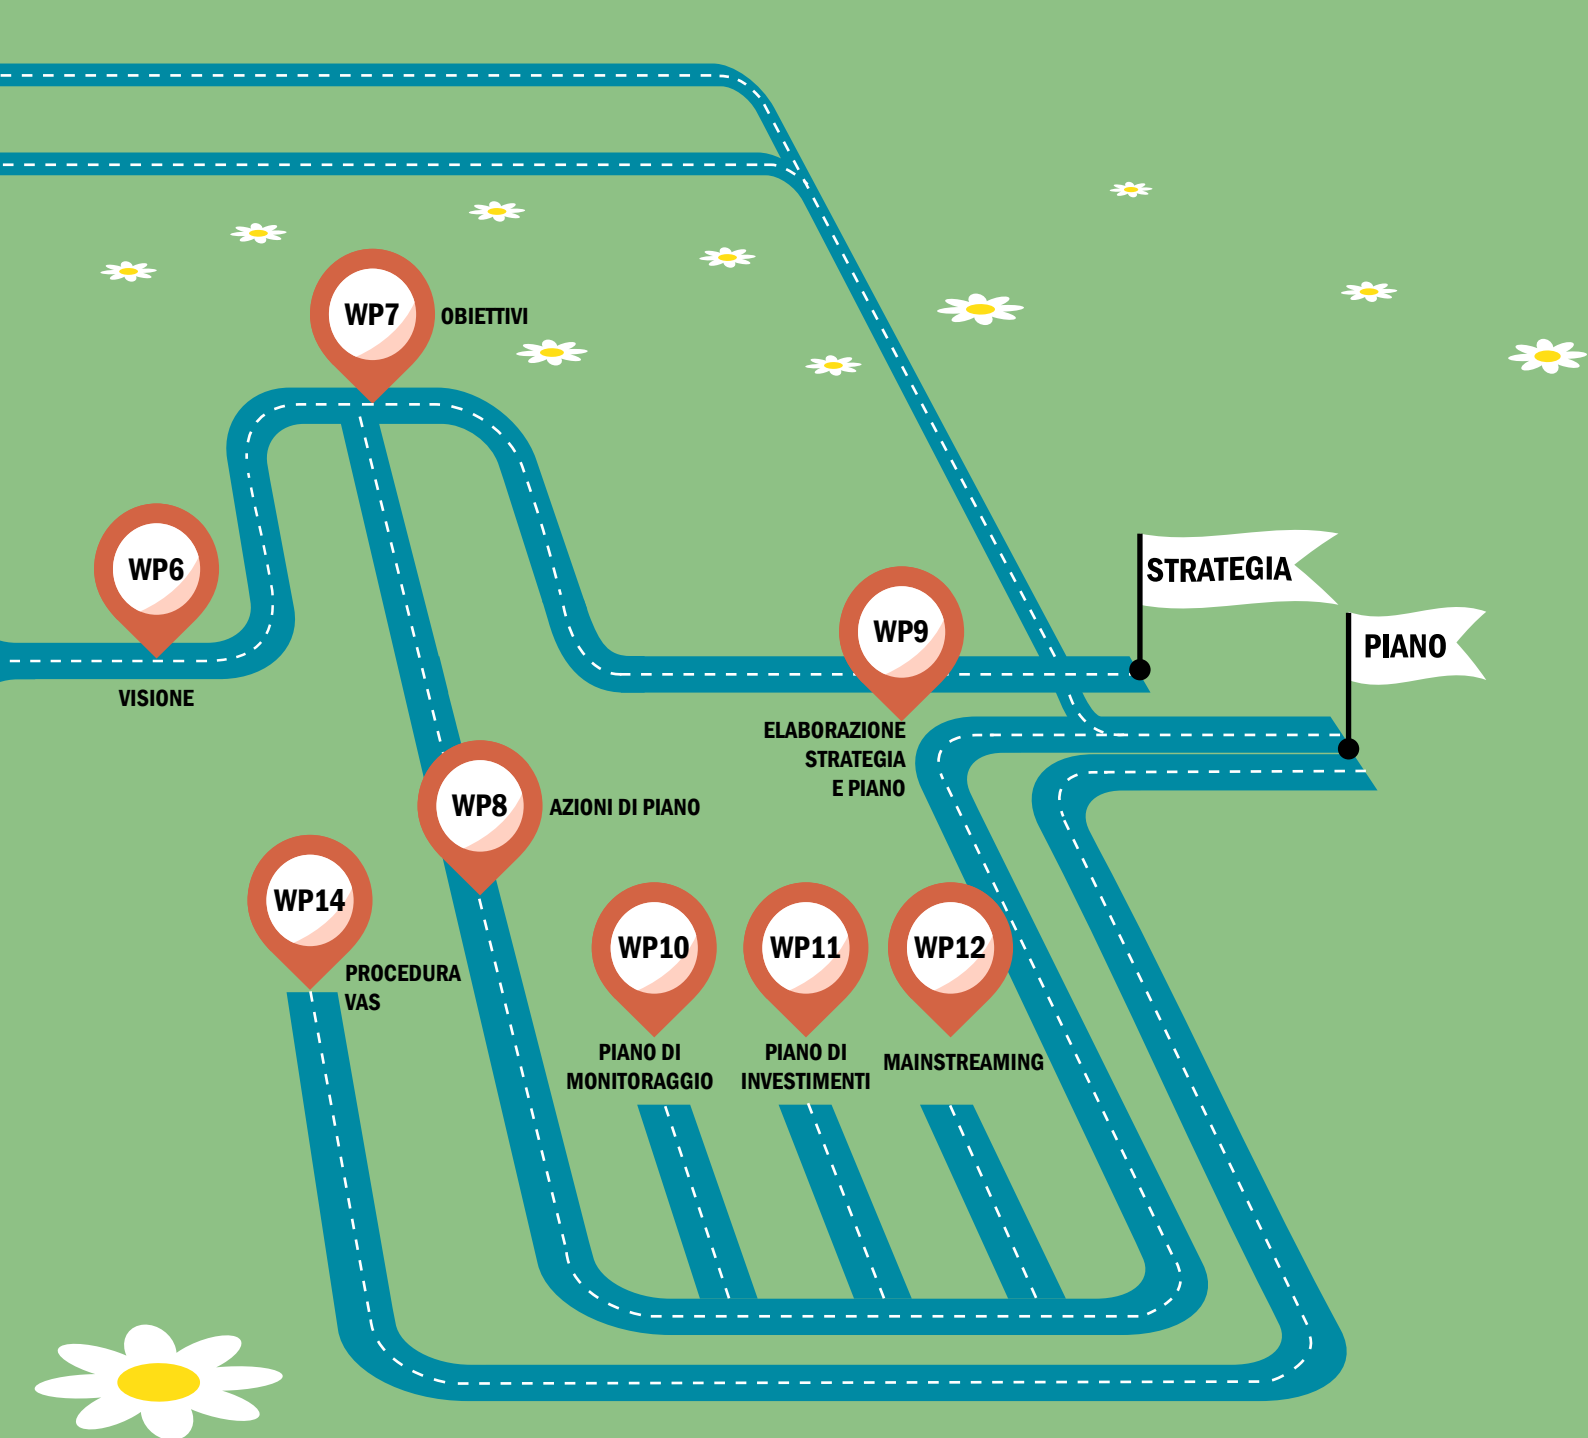 WP7
OBIETTIVI
WP6
VISIONE
STRATEGIA
PIANO
WP9
ELABORAZIONE
STRATEGIA
E PIANO
WP8
AZIONI DI PIANO
WP14
PROCEDURA
VAS
WP10
PIANO DI
MONITORAGGIO
WP11
PIANO DI
INVESTIMENTI
WP12
MAINSTREAMING